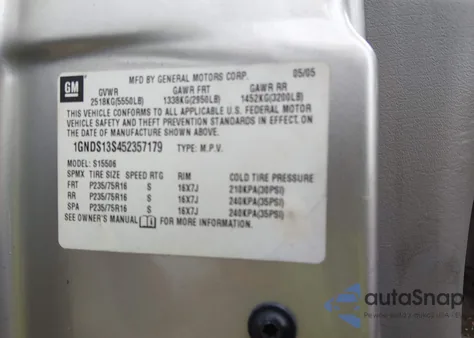 GM
MFD BY GENERAL MOTORS CORP. 05/05
GVWR GAWR FRT GAWR RR
2518KG(5550LB) 1338KG(2950LB) 1452KG(3200LB)
THIS VEHICLE CONFORMS TO ALL APPLICABLE U.S. FEDERAL MOTOR
VEHICLE SAFETY, BUMPER, AND THEFT PREVENTION STANDARDS IN
EFFECT ON THE DATE OF MANUFACTURE SHOWN ABOVE.
1GNDS13S452357179 TYPE: M.P.V.
MODEL: S15506
SPMX TIRE SIZE SPEED RTG RIM COLD TIRE PRESSURE
FRT P235/75R16 S 16X7J 210KPA(30PSI)
RR P235/75R16 S 16X7J 240KPA(35PSI)
SPA P235/75R16 S 16X7J 240KPA(35PSI)
SEE OWNER'S MANUAL FOR MORE INFORMATION.
autoSnap